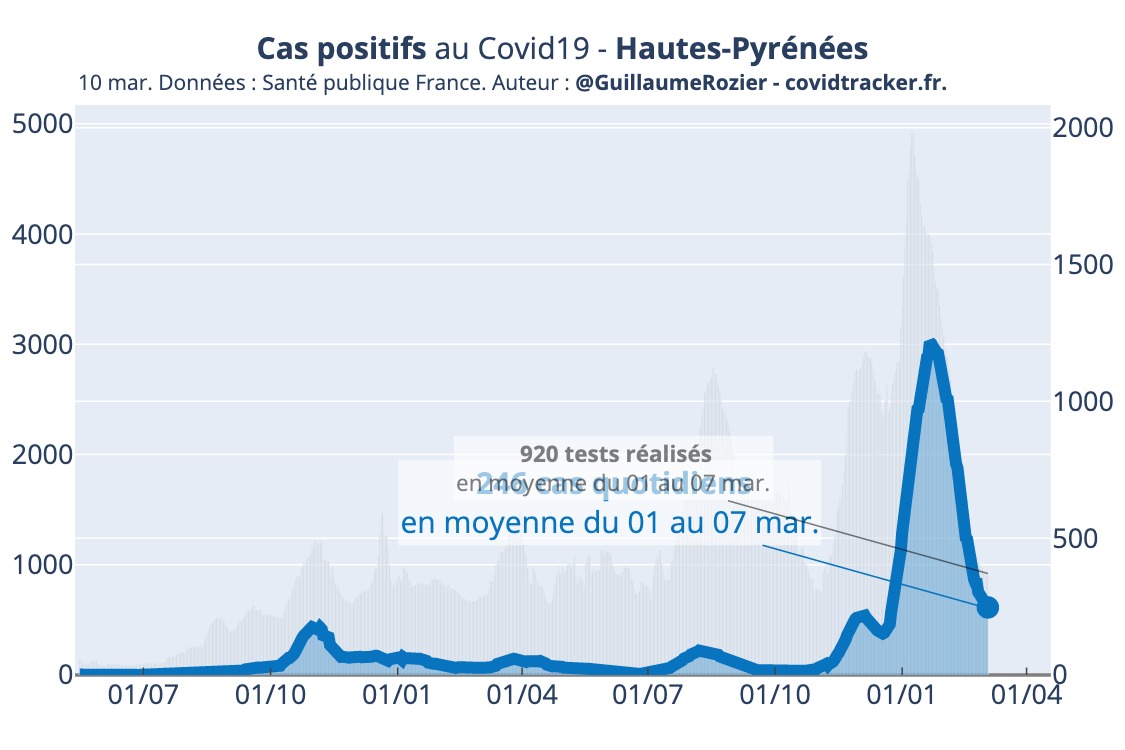 Cas positifs au Covid19 - Hautes-Pyrénées
10 mar. Données : Santé publique France. Auteur : @GuillaumeRozier - covidtracker.fr.
5000
4000
3000
2000
1000
0
2000
1500
1000
500
0
920 tests réalisés
en moyenne du 01 au 07 mar.
246 cas quotidiens
en moyenne du 01 au 07 mar.
01/07 01/10 01/01 01/04 01/07 01/10 01/01 01/04